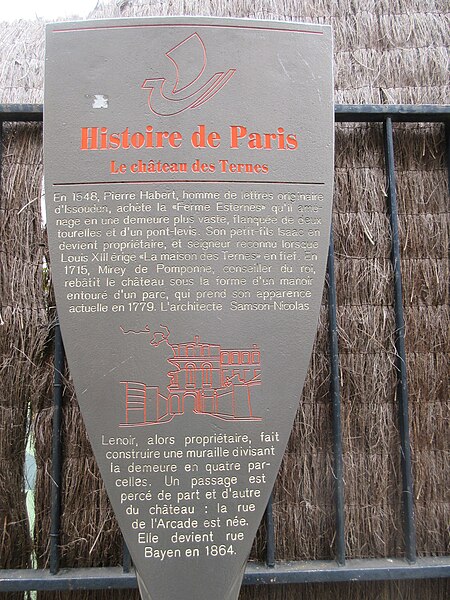 Histoire de Paris
Le château des Ternes
En 1548, Pierre Habert, homme de lettres originaire
d'Issoudun, achète la «Ferme Esternes» qu'il amé-
nage en une demeure plus vaste, flanquée de deux
tourelles et d'un pont-levis. Son petit-fils Isaac en
devient propriétaire, et seigneur reconnu lorsque
Louis XIII érige «La maison des Ternes» en fief. En
1715, Mirey de Pomponne, conseiller du roi,
rebâtit le château sous la forme d'un manoir
entouré d'un parc, qui prend son apparence
actuelle en 1779. L'architecte Samson-Nicolas
Lenoir, alors propriétaire, fait
construire une muraille divisant
la demeure en quatre par-
celles. Un passage est
percé de part et d'autre
du château : la rue
de l'Arcade est née.
Elle devient rue
Bayen en 1864.